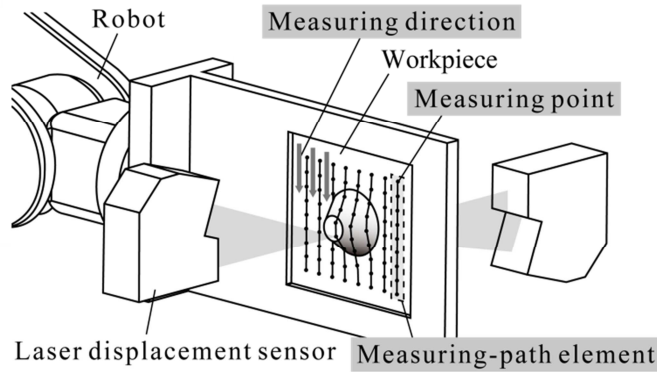 Robot
Measuring direction
Workpiece
Measuring point
Laser displacement sensor
Measuring-path element